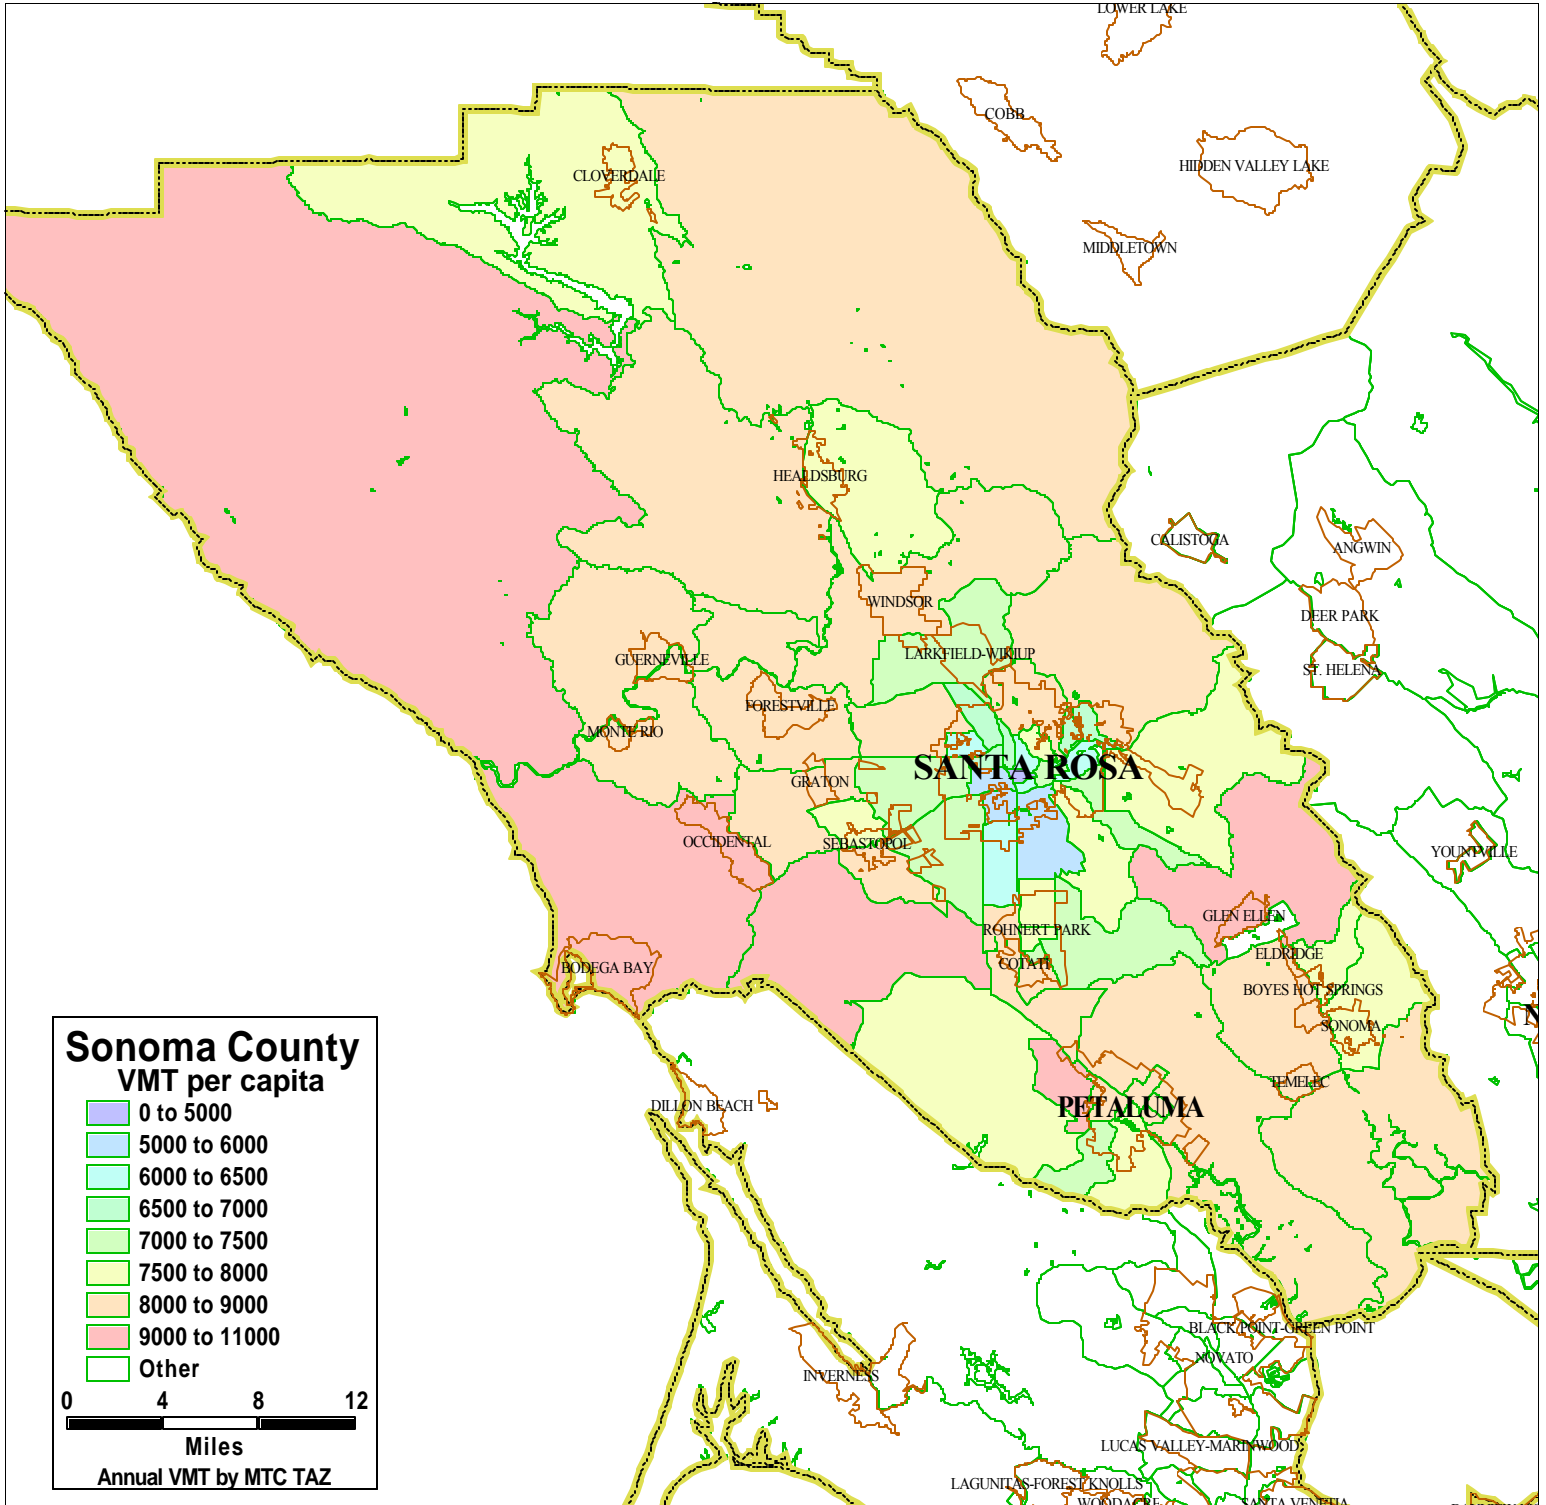 LOWER LAKE
COBB
HIDDEN VALLEY LAKE
CLOVERDALE
MIDDLETOWN
HEALDSBURG
CALISTOGA
ANGWIN
WINDSOR
DEER PARK
LARKFIELD-WIKIUP
GUERNEVILLE
ST. HELENA
FORESTVILLE
MONTE RIO
SANTA ROSA
GRATON
OCCIDENTAL
SEBASTOPOL
YOUNTVILLE
GLEN ELLEN
ROHNERT PARK
ELDRIDGE
COTATI
BODEGA BAY
BOYES HOT SPRINGS
N
SONOMA
TEMELEC
DILLON BEACH
PETALUMA
Sonoma County
VMT per capita
0 to 5000
5000 to 6000
6000 to 6500
6500 to 7000
7000 to 7500
7500 to 8000
8000 to 9000
9000 to 11000
Other
0 4 8 12
Miles
Annual VMT by MTC TAZ
BLACK POINT-GREEN POINT
NOVATO
INVERNESS
LUCAS VALLEY-MARINWOOD
LAGUNITAS-FOREST KNOLLS
WOODACRE
SANTA VENETIA